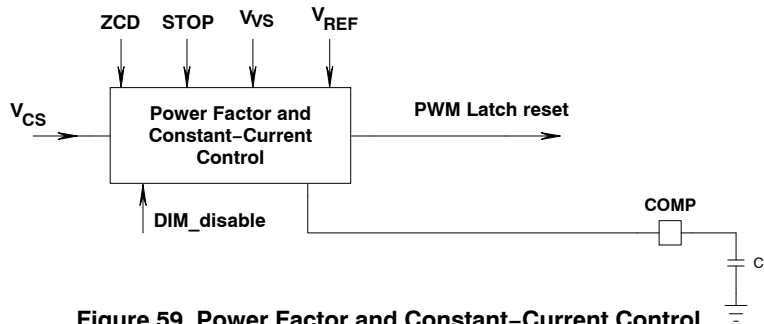 ZCD STOP VVS VREF
VCS
Power Factor and
Constant−Current
Control
PWM Latch reset
DIM_disable
COMP
C
Figure 59. Power Factor and Constant−Current Control